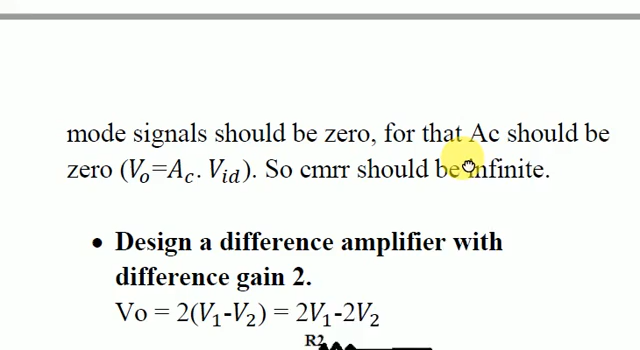 mode signals should be zero, for that Ac should be
zero (Vₒ=A꜀. Vᵢd). So cmrr should be infinite.
• Design a difference amplifier with
difference gain 2.
Vo = 2(V₁-V₂) = 2V₁-2V₂
R2